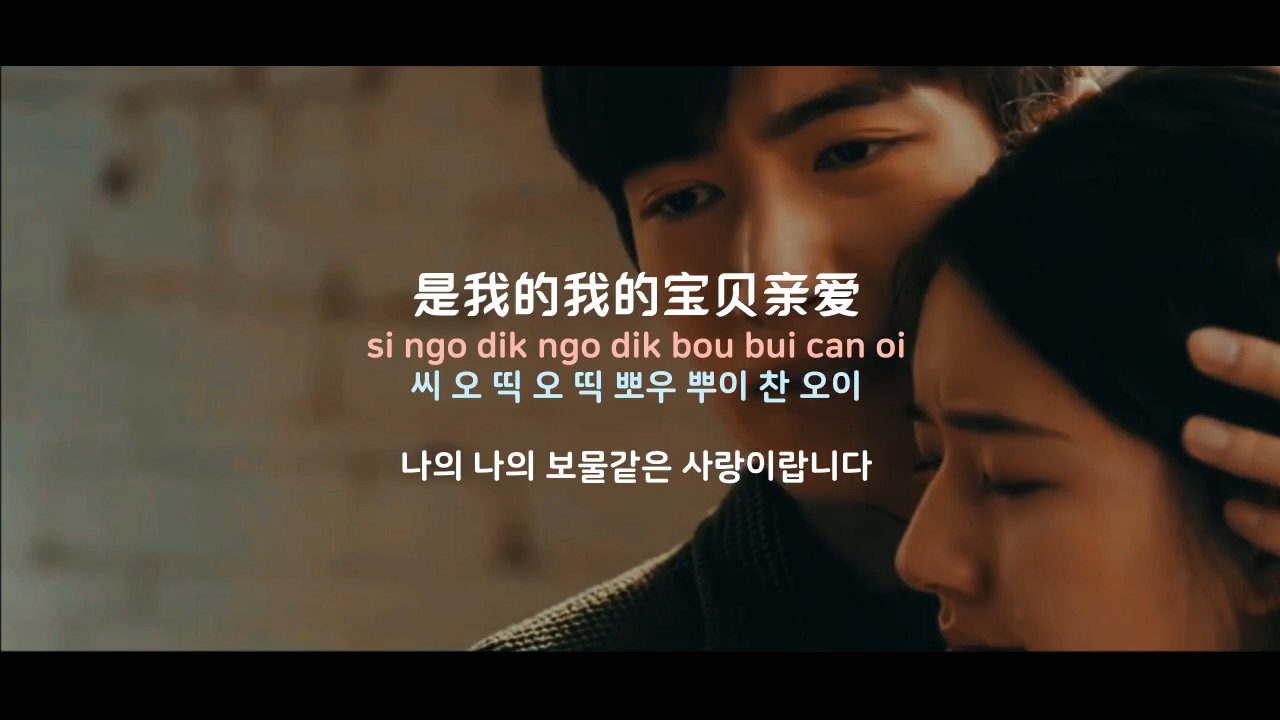 是我的我的宝贝亲爱
si ngo dik ngo dik bou bui can oi
씨 오 띡 오 띡 뽀우 뿌이 찬 오이
나의 나의 보물같은 사랑이랍니다